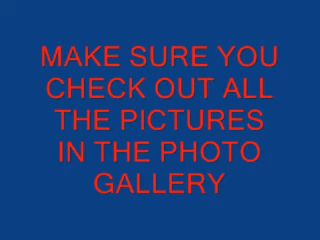 MAKE SURE YOU
CHECK OUT ALL
THE PICTURES
IN THE PHOTO
GALLERY